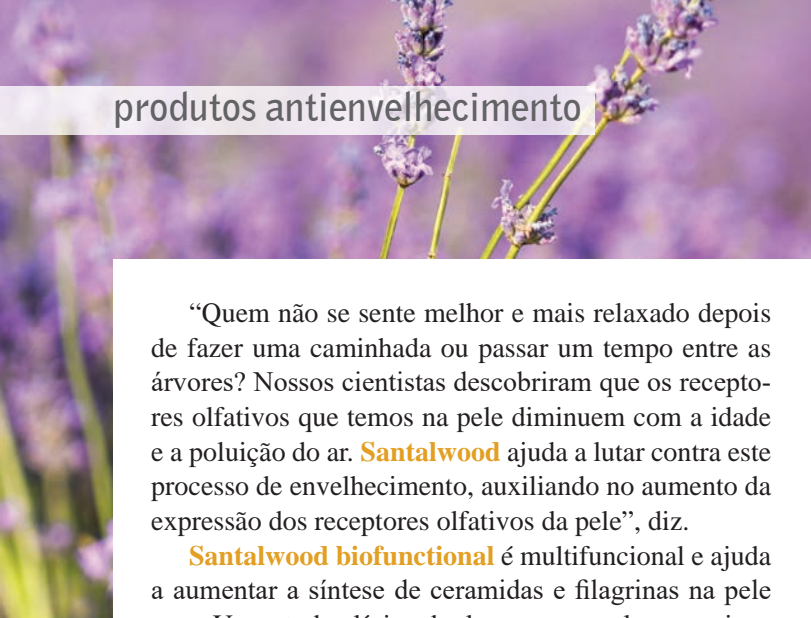 produtos antienvelhecimento
“Quem não se sente melhor e mais relaxado depois
de fazer uma caminhada ou passar um tempo entre as
árvores? Nossos cientistas descobriram que os recepto-
res olfativos que temos na pele diminuem com a idade
e a poluição do ar. Santalwood ajuda a lutar contra este
processo de envelhecimento, auxiliando no aumento da
expressão dos receptores olfativos da pele”, diz.
Santalwood biofunctional é multifuncional e ajuda
a aumentar a síntese de ceramidas e filagrinas na pele